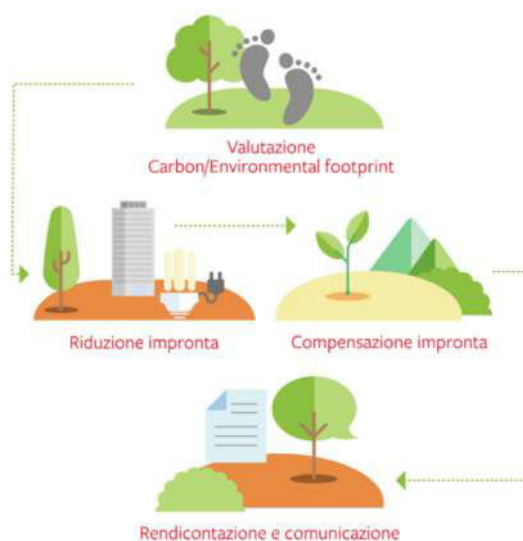 Valutazione
Carbon/Environmental footprint
Riduzione impronta
Compensazione impronta
Rendicontazione e comunicazione